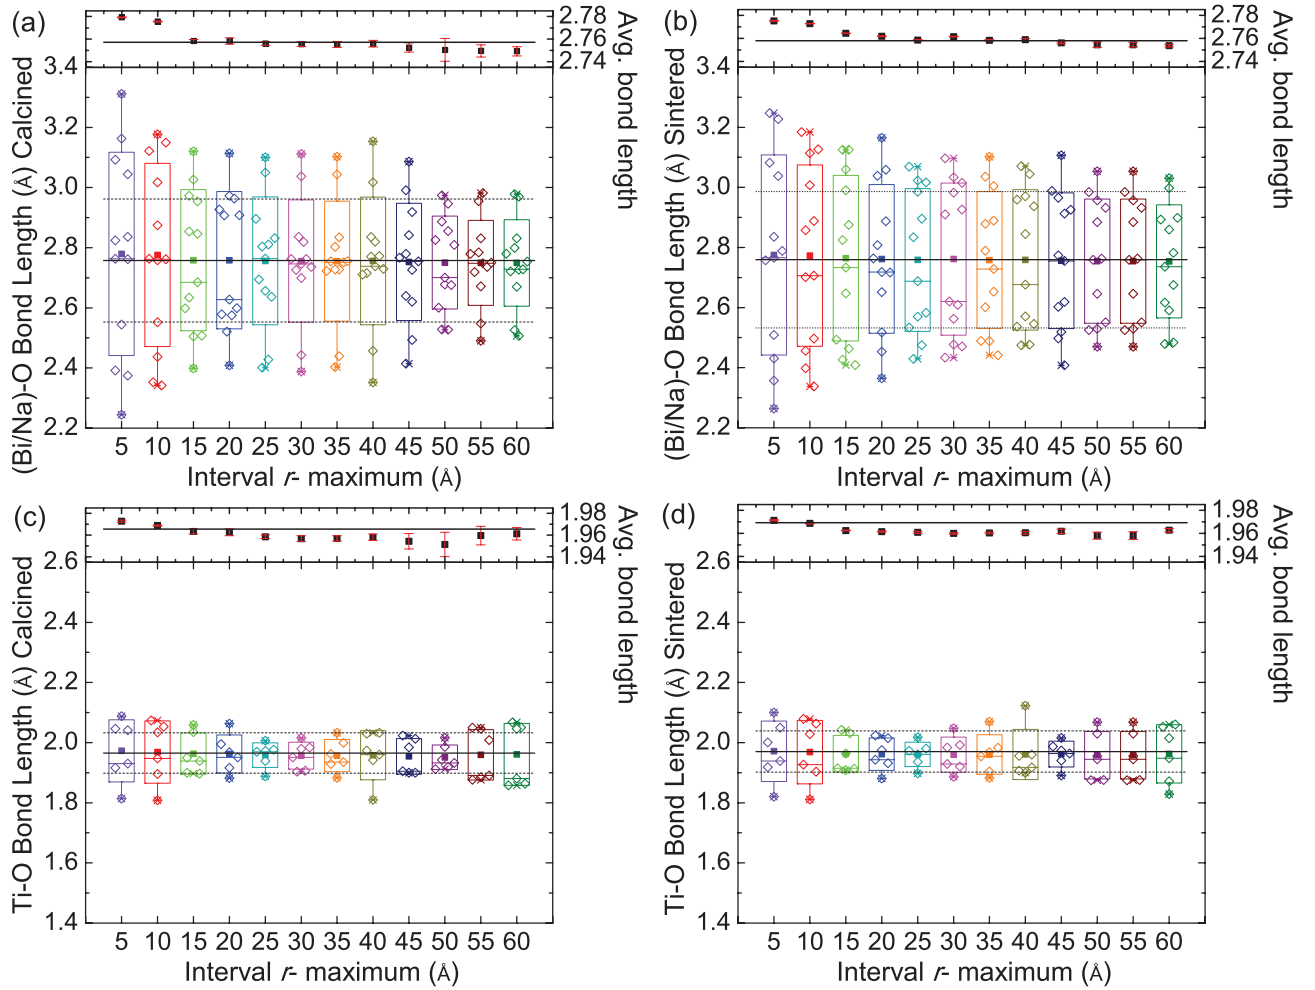 (a)
2.78
2.76
2.74
Avg. bond length
(Bi/Na)-O Bond Length (Å) Calcined
3.4
3.2
3.0
2.8
2.6
2.4
2.2
5 10 15 20 25 30 35 40 45 50 55 60
Interval r- maximum (Å)
(b)
2.78
2.76
2.74
Avg. bond length
(Bi/Na)-O Bond Length (Å) Sintered
3.4
3.2
3.0
2.8
2.6
2.4
2.2
5 10 15 20 25 30 35 40 45 50 55 60
Interval r- maximum (Å)
(c)
1.98
1.96
1.94
Avg. bond length
Ti-O Bond Length (Å) Calcined
2.6
2.4
2.2
2.0
1.8
1.6
1.4
5 10 15 20 25 30 35 40 45 50 55 60
Interval r- maximum (Å)
(d)
1.98
1.96
1.94
Avg. bond length
Ti-O Bond Length (Å) Sintered
2.6
2.4
2.2
2.0
1.8
1.6
1.4
5 10 15 20 25 30 35 40 45 50 55 60
Interval r- maximum (Å)